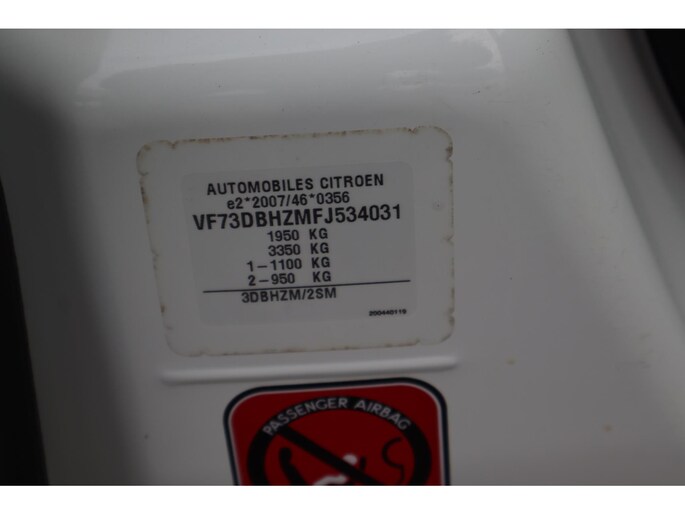 AUTOMOBILES CITROEN
e2*2007/46*0356
VF73DBHZMFJ534031
1950 KG
3350 KG
1-1100 KG
2-950 KG
3DBHZM/2SM
200440119
PASSENGER AIRBAG